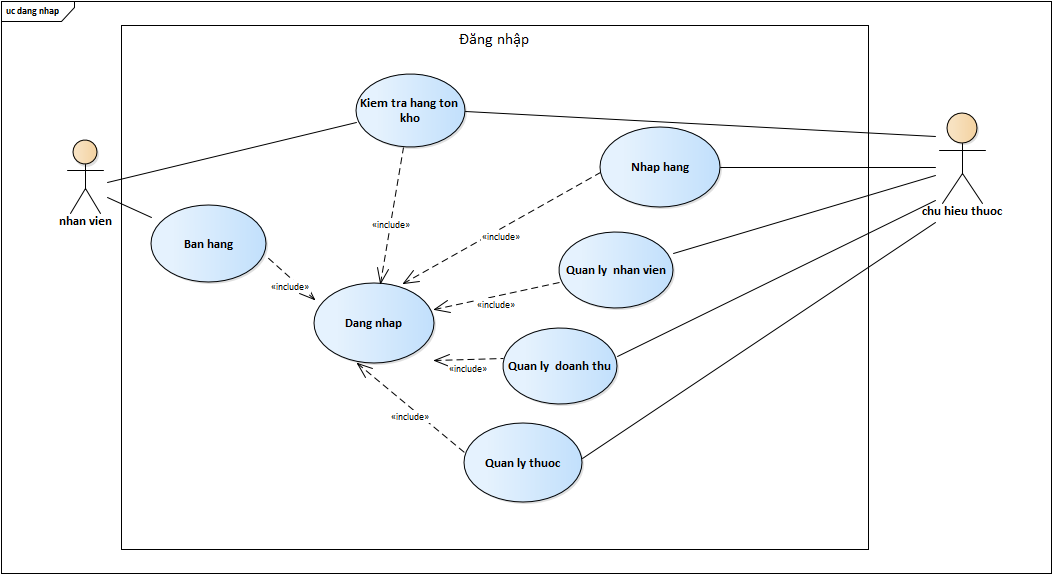 uc dang nhap
Đăng nhập
Kiem tra hang ton
kho
Nhap hang
nhan vien
chu hieu thuoc
«include»
«include»
Ban hang
Quan ly nhan vien
«include»
«include»
Dang nhap
Quan ly doanh thu
«include»
«include»
Quan ly thuoc